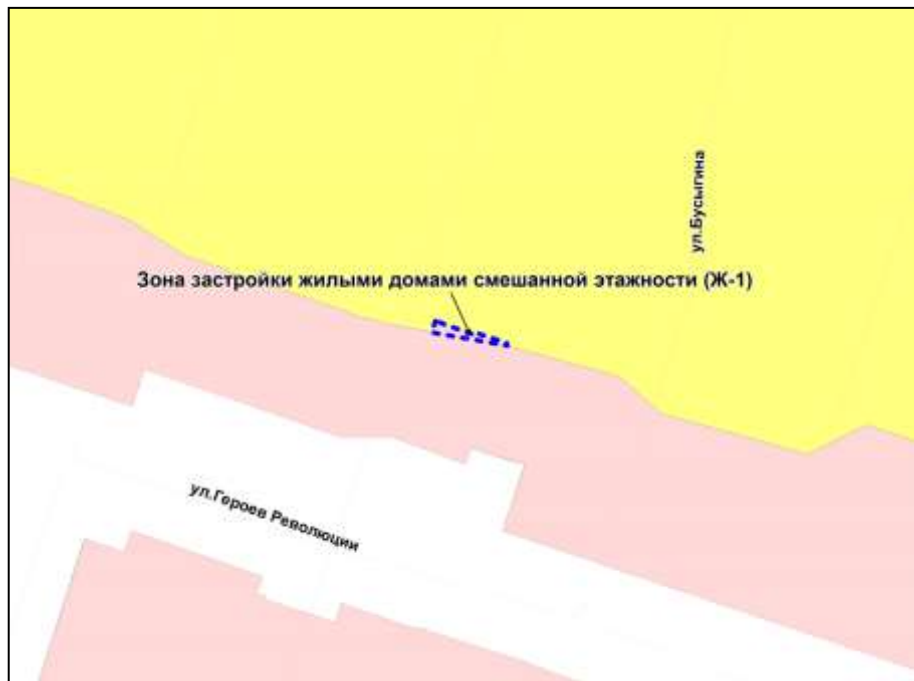 ул.Бусыгина
Зона застройки жилыми домами смешанной этажности (Ж-1)
ул.Героев Революции